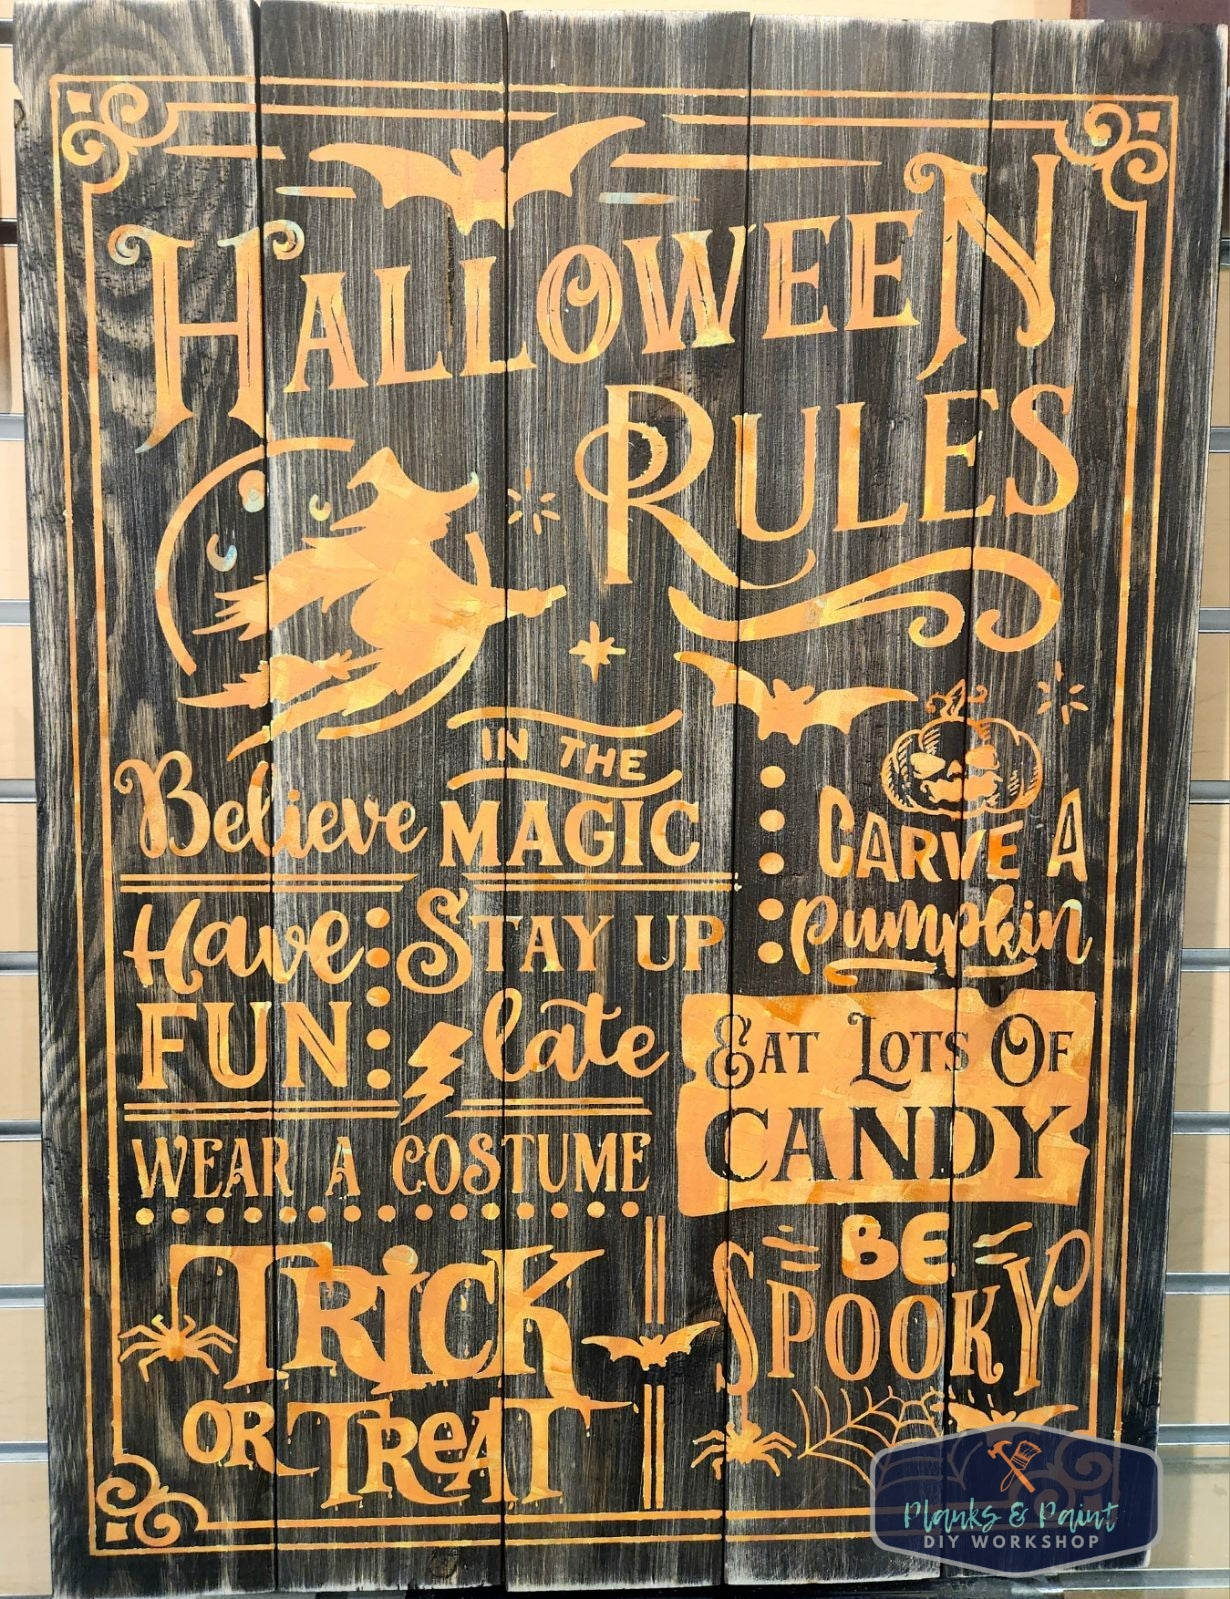 HALLOWEEN
RULES
Believe
IN THE
MAGIC
CARVE A
pumpkin
Have
FUN
STAY UP
late
EAT LOTS OF
CANDY
WEAR A COSTUME
TRICK
OR TREAT
BE
SPOOKY
Planks & Paint
DIY WORKSHOP